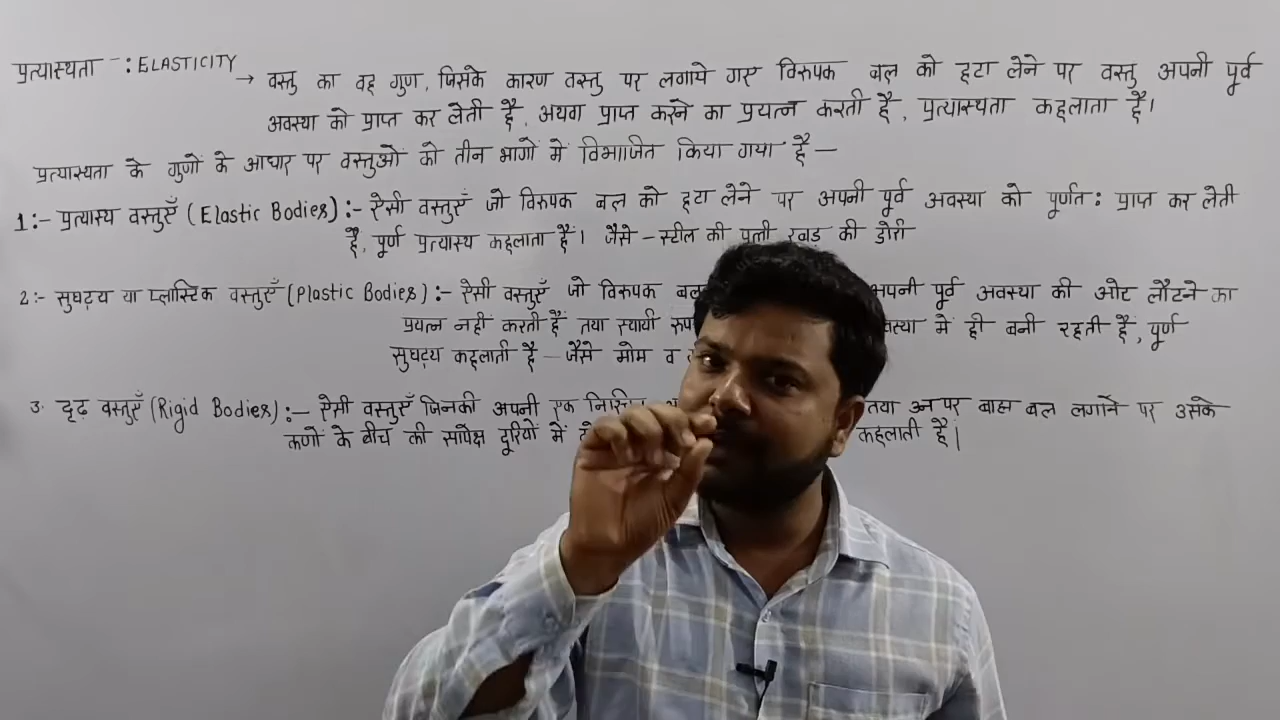 प्रत्यास्थता -: ELASTICITY → वस्तु का वह गुण, जिसके कारण वस्तु पर लगाये गए विरुपक बल को हटा लेने पर वस्तु अपनी पूर्व
अवस्था को प्राप्त कर लेती है, अथवा प्राप्त करने का प्रयत्न करती है, प्रत्यास्थता कहलाता है।
प्रत्यास्थता के गुणों के आधार पर वस्तुओं को तीन भागों में विभाजित किया गया है —
1:- प्रत्यास्थ वस्तुएँ (Elastic Bodies) :- ऐसी वस्तुएँ जो विरुपक बल को हटा लेने पर अपनी पूर्व अवस्था को पूर्णत: प्राप्त कर लेती
है, पूर्ण प्रत्यास्थ कहलाता है। जैसे - स्टील की पत्ती रबड़ की डोरी
2:- सुघट्य या प्लास्टिक वस्तुएँ (Plastic Bodies) :- ऐसी वस्तुएँ जो विरुपक बल अपनी पूर्व अवस्था की ओर लौटने का
प्रयत्न नहीं करती हैं तथा स्थायी में ही बनी रहती हैं, पूर्ण
सुघट्य कहलाती है - जैसे मोम व
3. दृढ़ वस्तुएँ (Rigid Bodies) :- ऐसी वस्तुएँ जिनकी अपनी एक तथा उन पर बाह्य बल लगाने पर उसके
कणों के बीच की सापेक्ष दूरियों में कहलाती है।